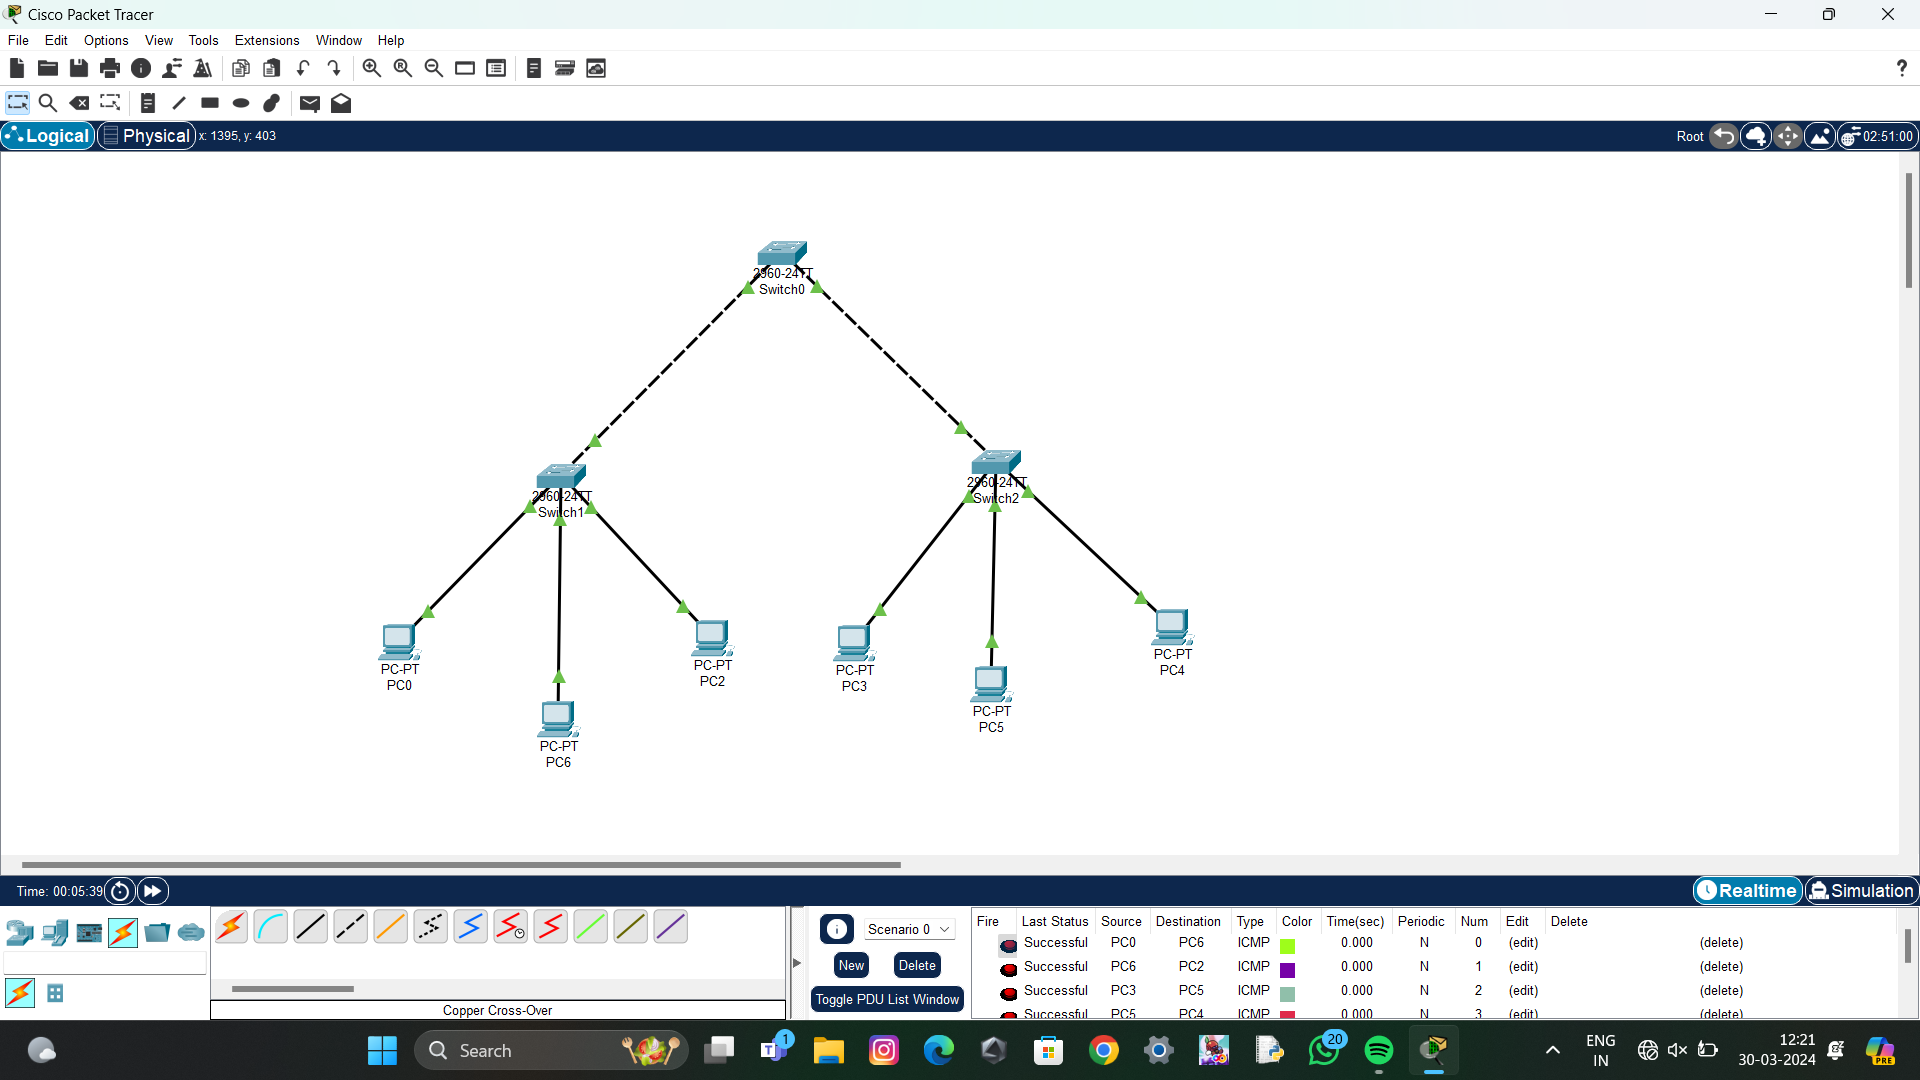 Cisco Packet Tracer
File Edit Options View Tools Extensions Window Help
Logical Physical x: 1395, y: 403 Root 02:51:00
2960-24TT
Switch0
2960-24TT
Switch1
2960-24TT
Switch2
PC-PT
PC0
PC-PT
PC6
PC-PT
PC2
PC-PT
PC3
PC-PT
PC5
PC-PT
PC4
Time: 00:05:39 Realtime Simulation
Copper Cross-Over
Scenario 0
New Delete
Toggle PDU List Window
Fire Last Status Source Destination Type Color Time(sec) Periodic Num Edit Delete
Successful PC0 PC6 ICMP 0.000 N 0 (edit) (delete)
Successful PC6 PC2 ICMP 0.000 N 1 (edit) (delete)
Successful PC3 PC5 ICMP 0.000 N 2 (edit) (delete)
Successful PC5 PC4 ICMP 0.000 N 3 (edit) (delete)
Search 1 20 ENG
IN
12:21
30-03-2024
PRE